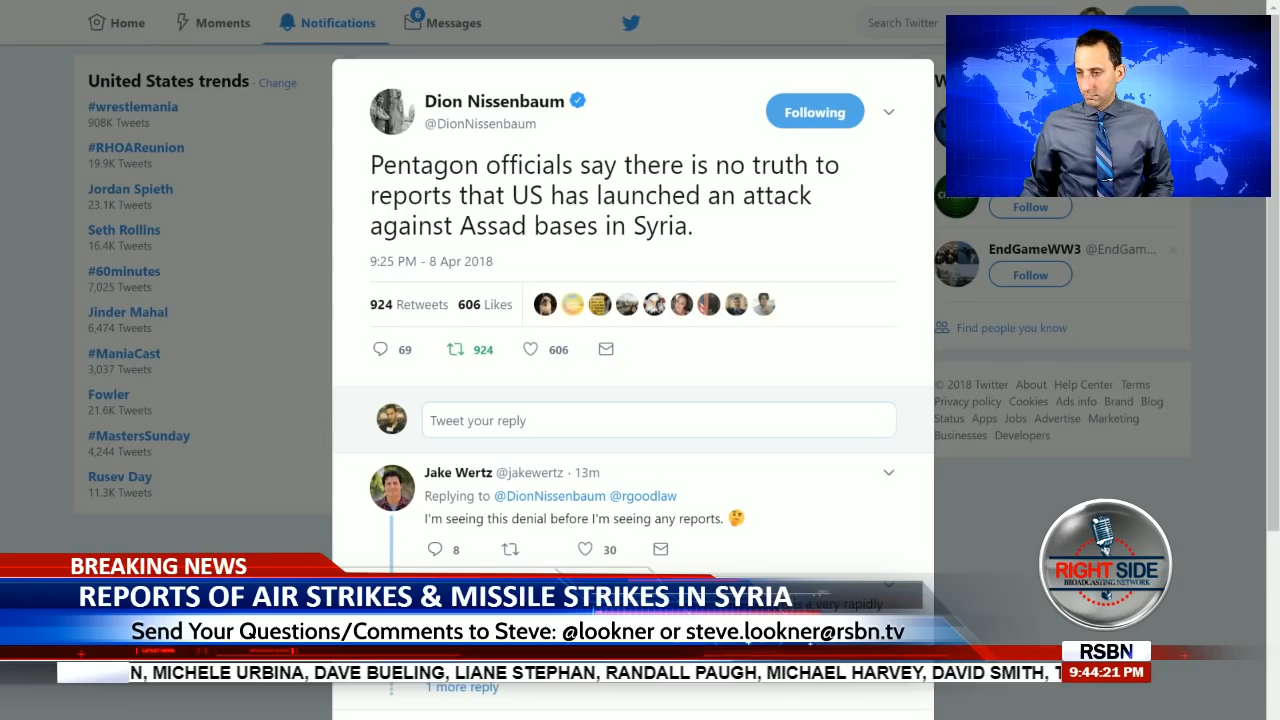 Home
Moments
Notifications
6
Messages
Search Twitter
United States trends · Change
#wrestlemania
908K Tweets
#RHOAReunion
19.9K Tweets
Jordan Spieth
23.1K Tweets
Seth Rollins
16.4K Tweets
#60minutes
7,025 Tweets
Jinder Mahal
6,474 Tweets
#ManiaCast
3,037 Tweets
Fowler
21.6K Tweets
#MastersSunday
4,244 Tweets
Rusev Day
11.3K Tweets
Dion Nissenbaum
@DionNissenbaum
Following
Pentagon officials say there is no truth to
reports that US has launched an attack
against Assad bases in Syria.
9:25 PM - 8 Apr 2018
924 Retweets 606 Likes
69 924 606
Tweet your reply
Jake Wertz @jakewertz · 13m
Replying to @DionNissenbaum @rgoodlaw
I'm seeing this denial before I'm seeing any reports. 🤔
8 30
a very rapidly
1 more reply
Follow
EndGameWW3 @EndGam...
Follow
Find people you know
© 2018 Twitter About Help Center Terms
Privacy policy Cookies Ads info Brand Blog
Status Apps Jobs Advertise Marketing
Businesses Developers
BREAKING NEWS
REPORTS OF AIR STRIKES & MISSILE STRIKES IN SYRIA
Send Your Questions/Comments to Steve: @lookner or steve.lookner@rsbn.tv
LATEST NEWS
N, MICHELE URBINA, DAVE BUELING, LIANE STEPHAN, RANDALL PAUGH, MICHAEL HARVEY, DAVID SMITH,
RIGHT SIDE
BROADCASTING NETWORK
RSBN
9:44:21 PM